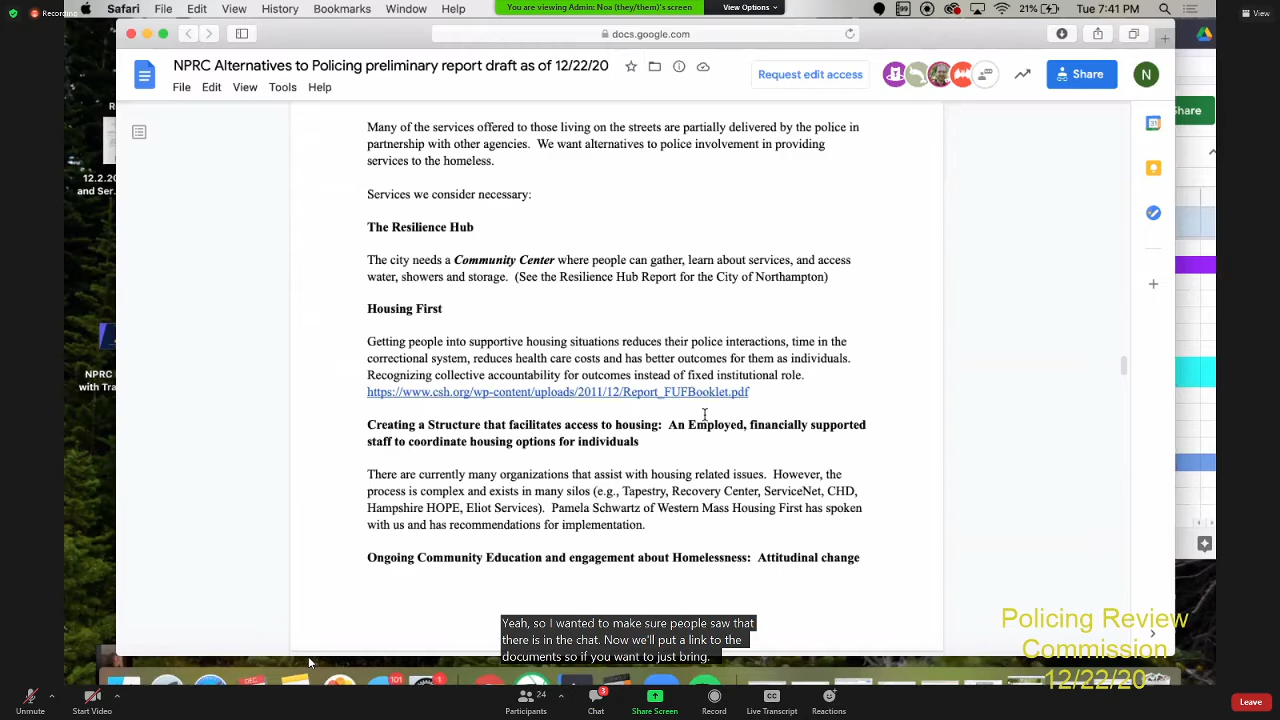 Safari File Edit View History Bookmarks Window Help
You are viewing Admin: Noa (they/them)'s screen
View Options
21%
Tue 7:41 PM
View
Recording
docs.google.com
NPRC Alternatives to Policing preliminary report draft as of 12/22/20
Request edit access
Share
N
File Edit View Tools Help
Share
12.2.20
and Ser
NPRC
with Tra
Many of the services offered to those living on the streets are partially delivered by the police in
partnership with other agencies. We want alternatives to police involvement in providing
services to the homeless.
Services we consider necessary:
The Resilience Hub
The city needs a Community Center where people can gather, learn about services, and access
water, showers and storage. (See the Resilience Hub Report for the City of Northampton)
Housing First
Getting people into supportive housing situations reduces their police interactions, time in the
correctional system, reduces health care costs and has better outcomes for them as individuals.
Recognizing collective accountability for outcomes instead of fixed institutional role.
https://www.csh.org/wp-content/uploads/2011/12/Report_FUFBooklet.pdf
Creating a Structure that facilitates access to housing: An Employed, financially supported
staff to coordinate housing options for individuals
There are currently many organizations that assist with housing related issues. However, the
process is complex and exists in many silos (e.g., Tapestry, Recovery Center, ServiceNet, CHD,
Hampshire HOPE, Eliot Services). Pamela Schwartz of Western Mass Housing First has spoken
with us and has recommendations for implementation.
Ongoing Community Education and engagement about Homelessness: Attitudinal change
Yeah, so I wanted to make sure people saw that
there is in the chat. Now we'll put a link to the
documents so if you want to just bring.
Policing Review
Commission
12/22/20
Unmute Start Video Participants 24 Chat 3 Share Screen Record Live Transcript Reactions Leave